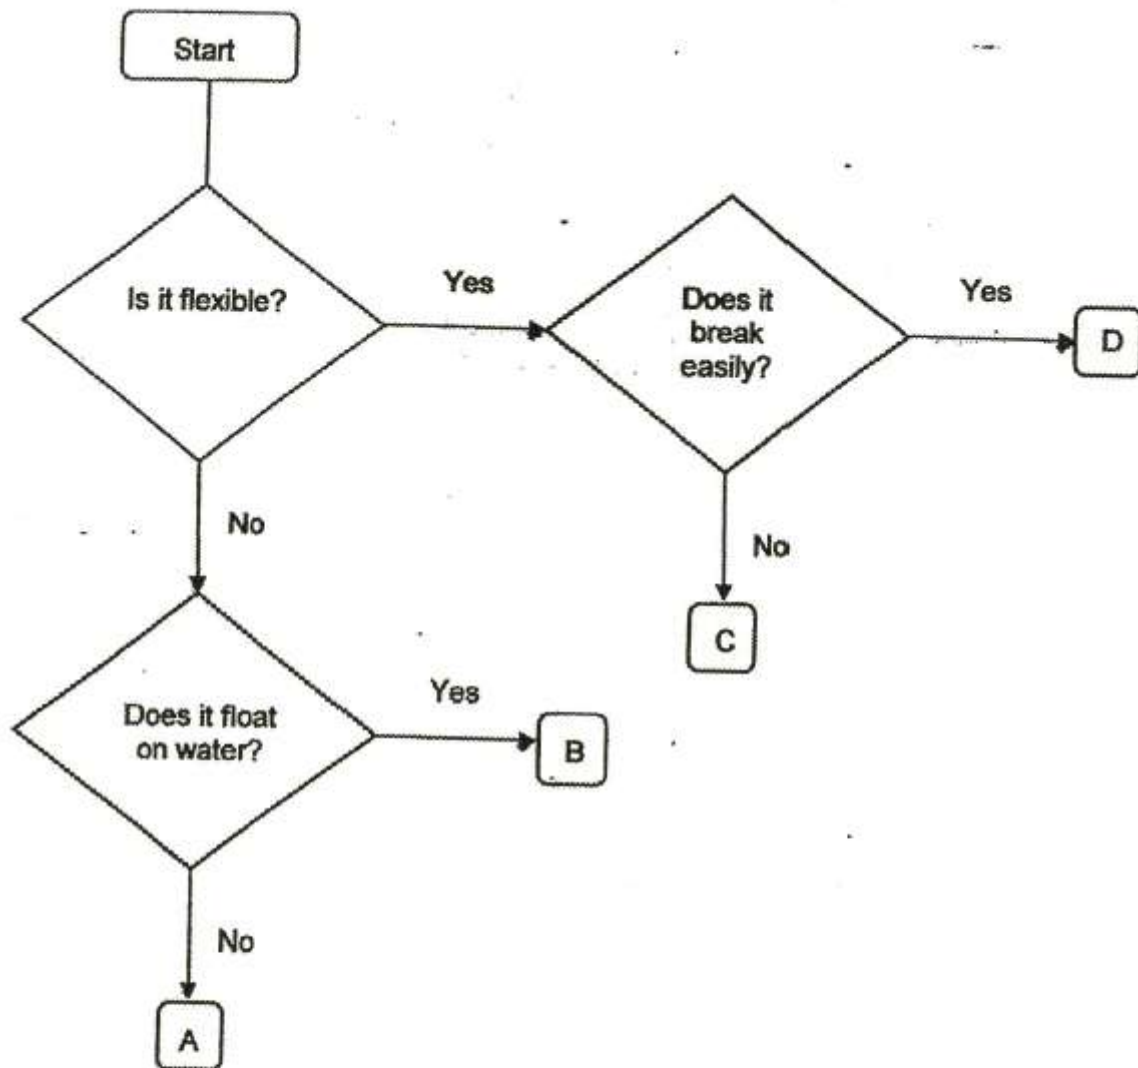 Start
Is it flexible?
Yes
Does it
break
easily?
Yes
D
No
No
C
Does it float
on water?
Yes
B
No
A